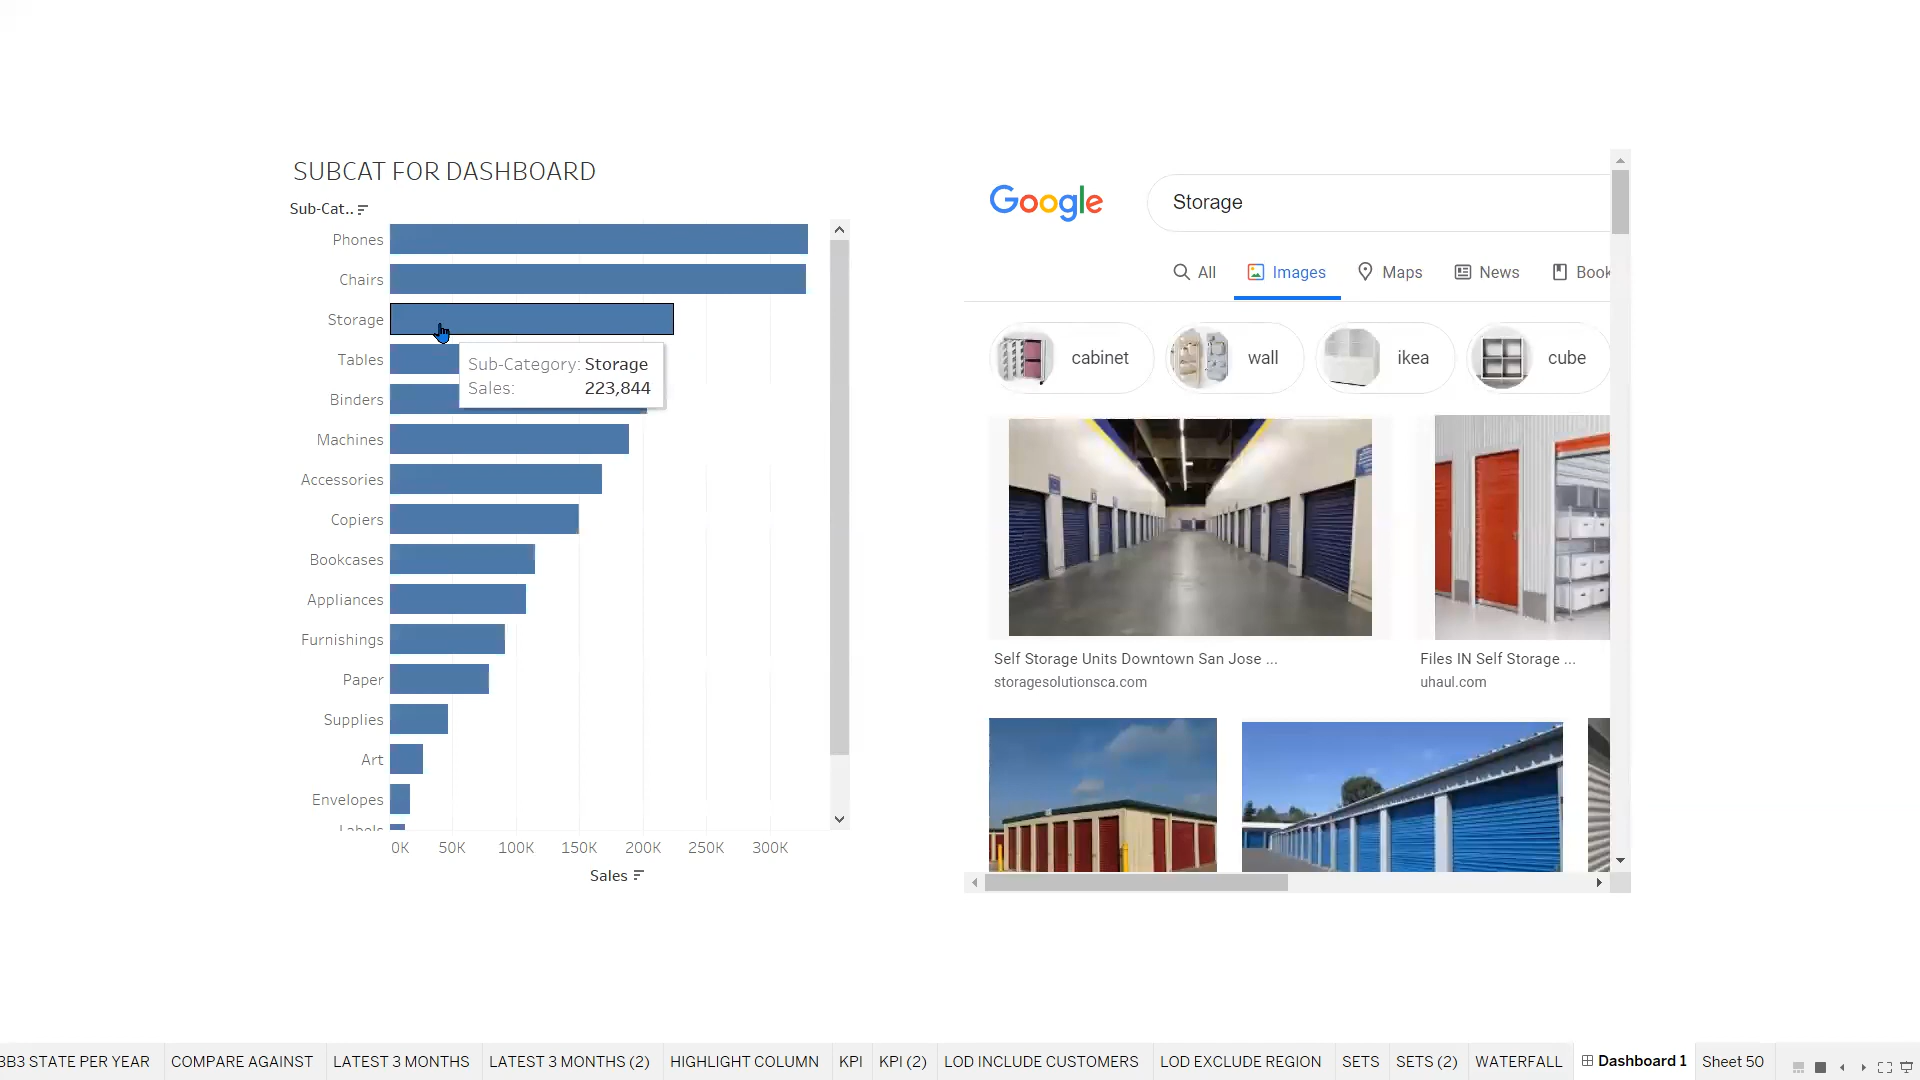 SUBCAT FOR DASHBOARD
Sub-Cat..
Phones
Chairs
Storage
Tables
Binders
Machines
Accessories
Copiers
Bookcases
Appliances
Furnishings
Paper
Supplies
Art
Envelopes
Labels
Sub-Category: Storage
Sales: 223,844
0K 50K 100K 150K 200K 250K 300K
Sales
Google
Storage
All Images Maps News Book
cabinet wall ikea cube
Self Storage Units Downtown San Jose ...
storagesolutionsca.com
Files IN Self Storage ...
uhaul.com
3B3 STATE PER YEAR COMPARE AGAINST LATEST 3 MONTHS LATEST 3 MONTHS (2) HIGHLIGHT COLUMN KPI KPI (2) LOD INCLUDE CUSTOMERS LOD EXCLUDE REGION SETS SETS (2) WATERFALL Dashboard 1 Sheet 50